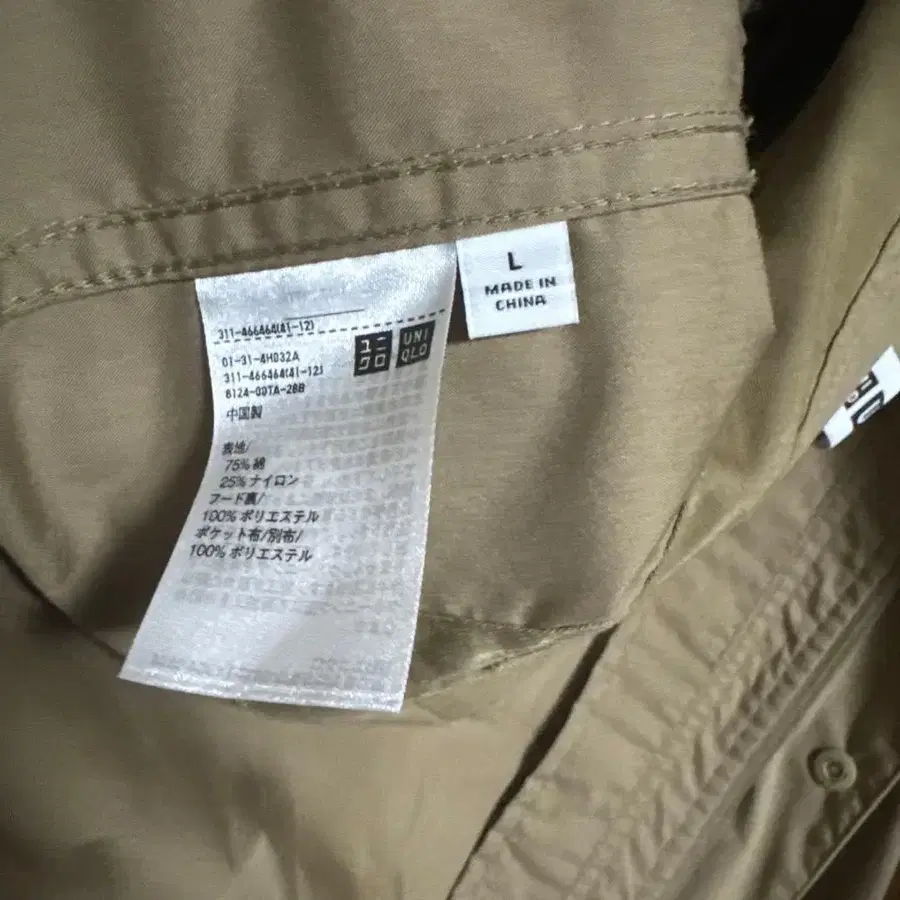 311-466464(41-12)
01-31-4H032A
311-466464(41-12)
6124-00TA-28B
中国製
ユニ
クロ
UNI
QLO
表地/
75% 綿
25% ナイロン
フード裏/
100% ポリエステル
ポケット布/別布/
100% ポリエステル
L
MADE IN
CHINA